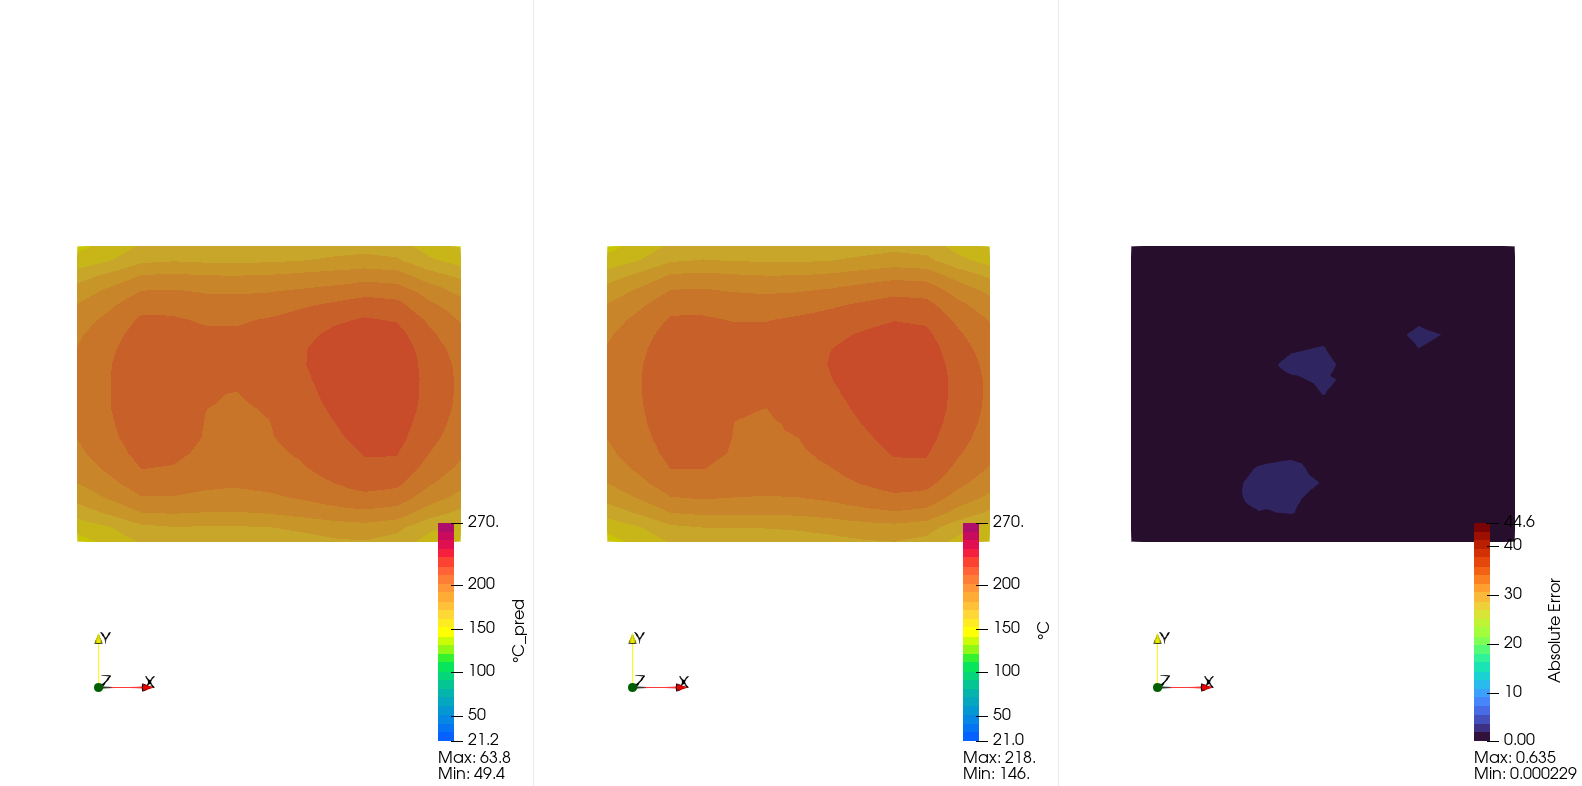 270.
200
150
100
50
21.2
°C_pred
Max: 63.8
Min: 49.4
Y
Z
X
270.
200
150
100
50
21.0
°C
Max: 218.
Min: 146.
Y
Z
X
44.6
40
30
20
10
0.00
Absolute Error
Max: 0.635
Min: 0.000229
Y
Z
X